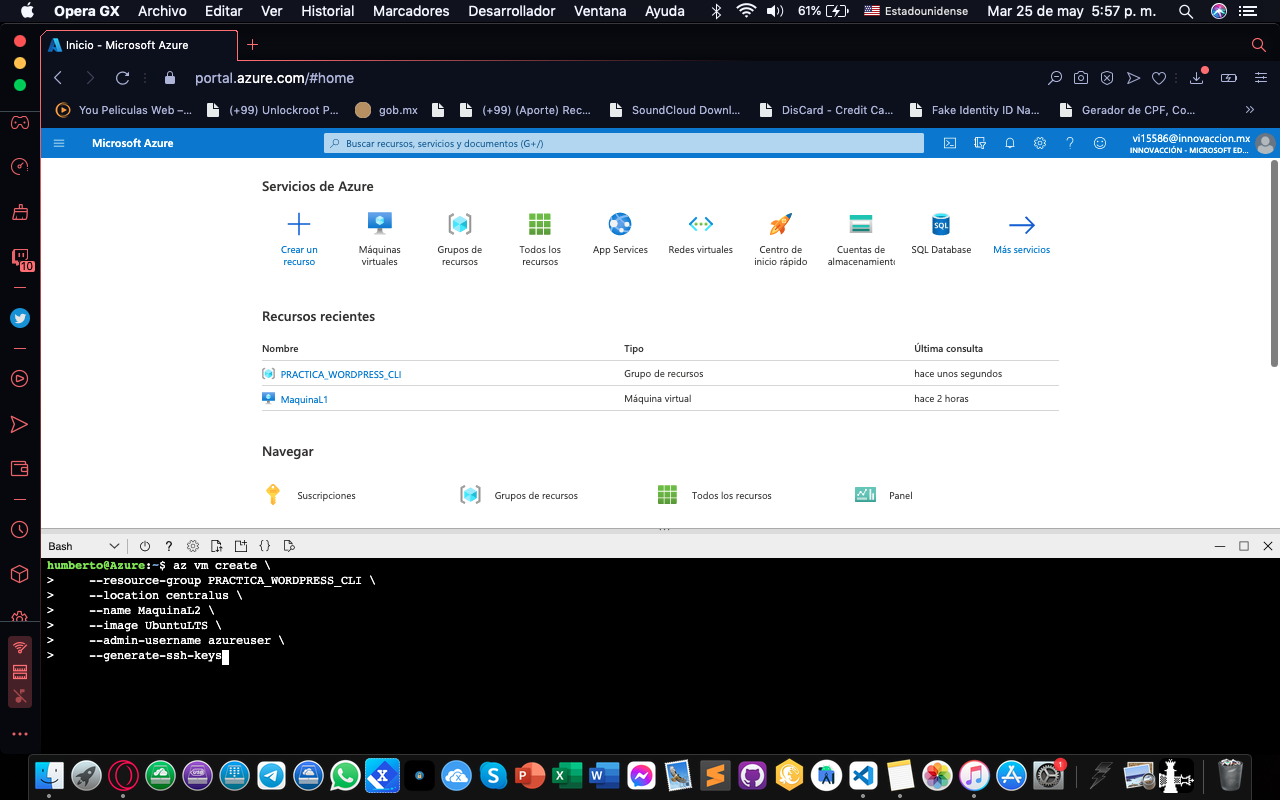 Opera GX Archivo Editar Ver Historial Marcadores Desarrollador Ventana Ayuda 61% Estadounidense Mar 25 de may 5:57 p. m.
Inicio - Microsoft Azure
portal.azure.com/#home
You Peliculas Web –... (+99) Unlockroot P... gob.mx (+99) (Aporte) Rec... SoundCloud Downl... DisCard - Credit Ca... Fake Identity ID Na... Gerador de CPF, Co... »
Microsoft Azure
Buscar recursos, servicios y documentos (G+/)
vi15586@innovaccion.mx
INNOVACCIÓN - MICROSOFT ED...
10
Servicios de Azure
Crear un recurso
Máquinas virtuales
Grupos de recursos
Todos los recursos
App Services
Redes virtuales
Centro de inicio rápido
Cuentas de almacenamient
SQL
SQL Database
Más servicios
Recursos recientes
Nombre Tipo Última consulta
PRACTICA_WORDPRESS_CLI Grupo de recursos hace unos segundos
MaquinaL1 Máquina virtual hace 2 horas
Navegar
Suscripciones Grupos de recursos Todos los recursos Panel
Bash
humberto@Azure:~$ az vm create \
> --resource-group PRACTICA_WORDPRESS_CLI \
> --location centralus \
> --name MaquinaL2 \
> --image UbuntuLTS \
> --admin-username azureuser \
> --generate-ssh-keys
1